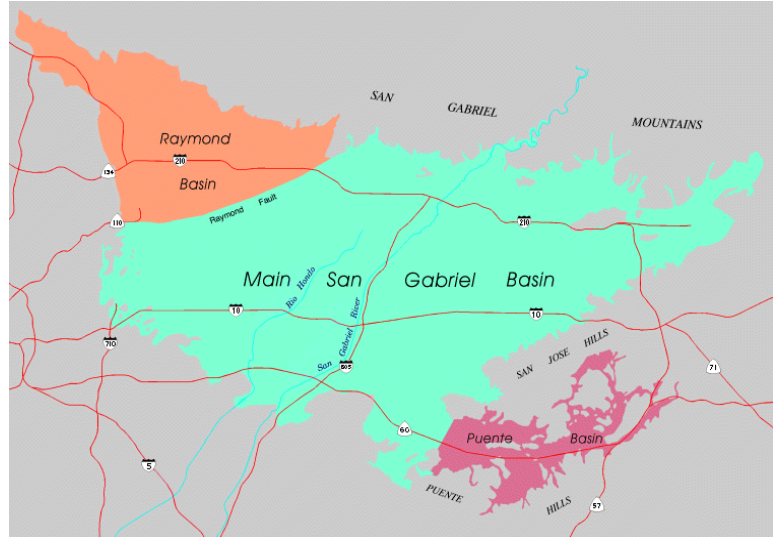 SAN GABRIEL
MOUNTAINS
Raymond
210
134
Basin
Raymond Fault
110
210
Main San Gabriel Basin
Rio Hondo
San Gabriel River
10
10
710
605
SAN JOSE HILLS
71
60
Puente Basin
5
PUENTE HILLS
57